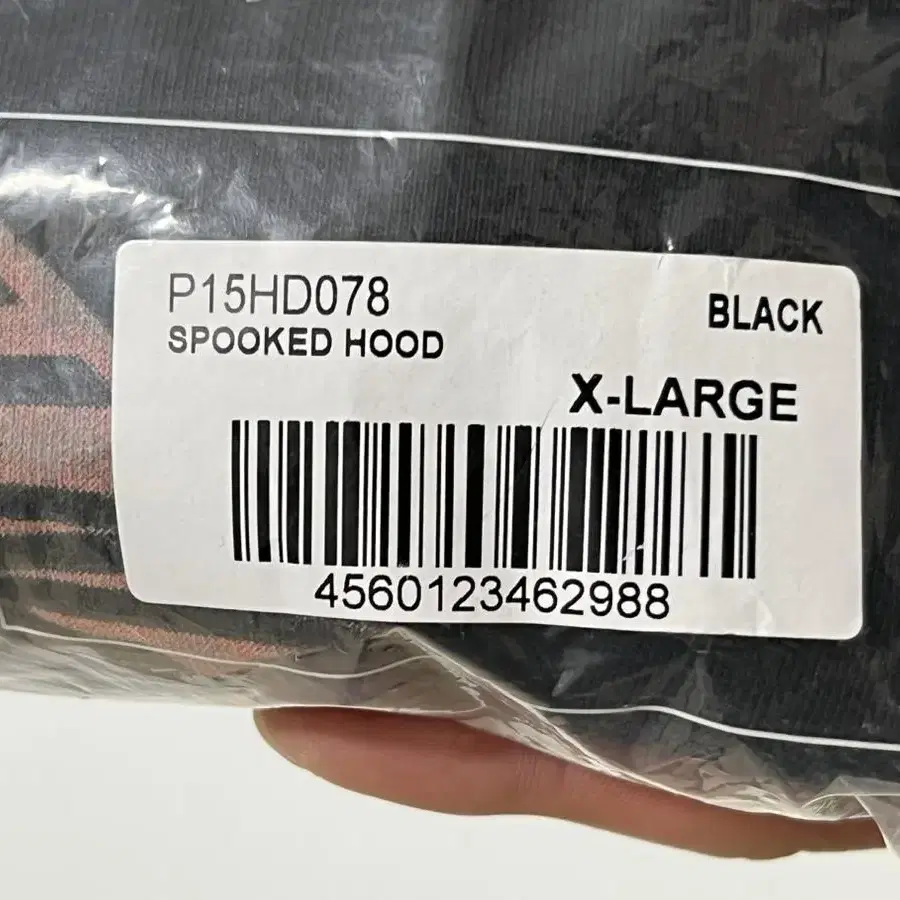 P15HD078
BLACK
SPOOKED HOOD
X-LARGE
4560123462988